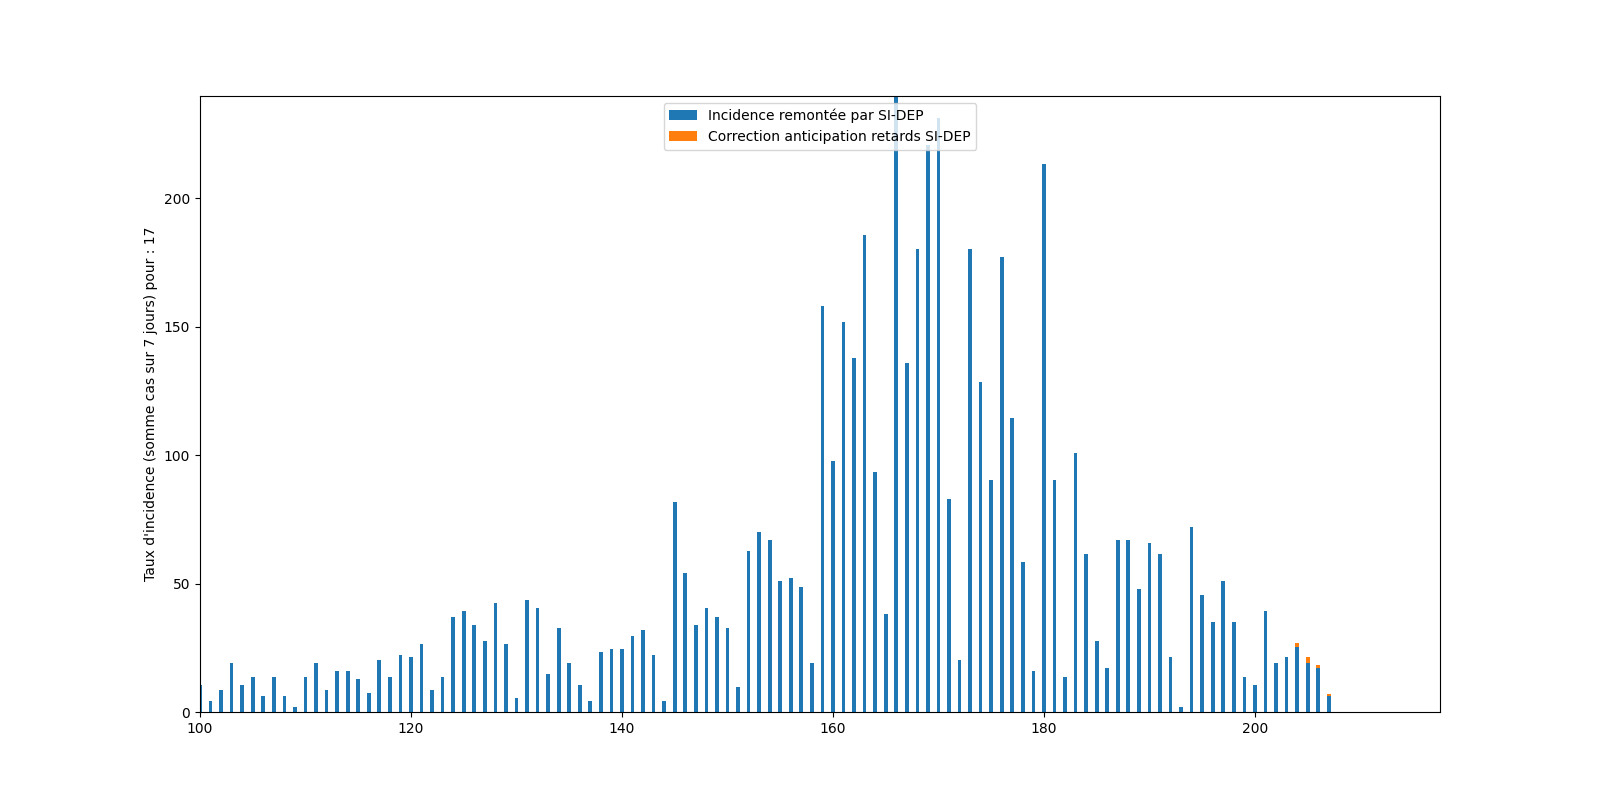 Incidence remontée par SI-DEP
Correction anticipation retards SI-DEP
Taux d'incidence (somme cas sur 7 jours) pour : 17
200
150
100
50
0
100 120 140 160 180 200